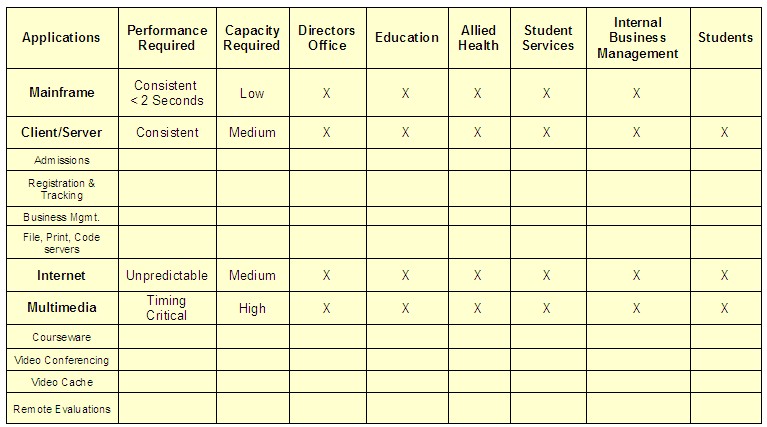 Applications Performance Required Capacity Required Directors Office Education Allied Health Student Services Internal Business Management Students
Mainframe Consistent < 2 Seconds Low X X X X X
Client/Server Consistent Medium X X X X X X
Admissions
Registration & Tracking
Business Mgmt.
File, Print, Code servers
Internet Unpredictable Medium X X X X X X
Multimedia Timing Critical High X X X X X X
Courseware
Video Conferencing
Video Cache
Remote Evaluations